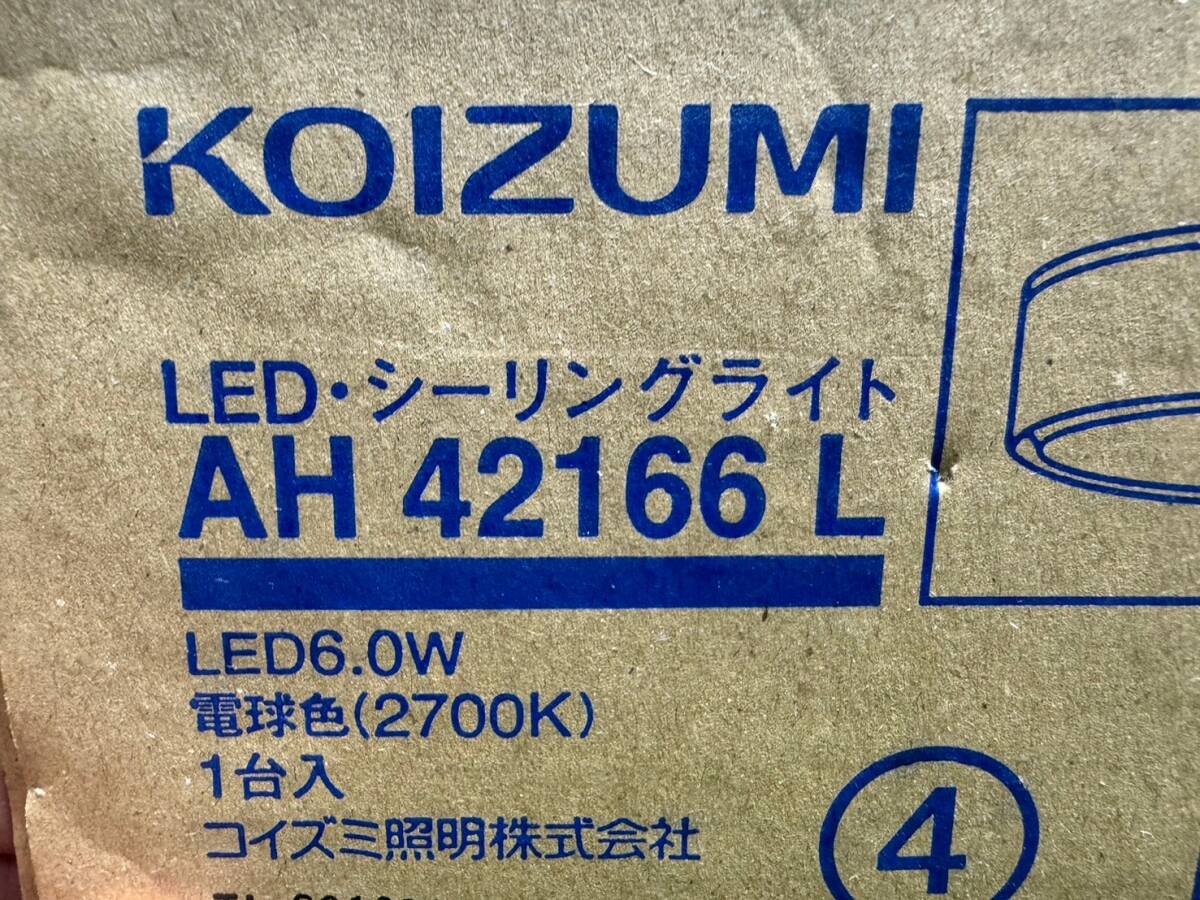 KOIZUMI
LED・シーリングライト
AH 42166 L
LED6.0W
電球色(2700K)
1台入
コイズミ照明株式会社
④